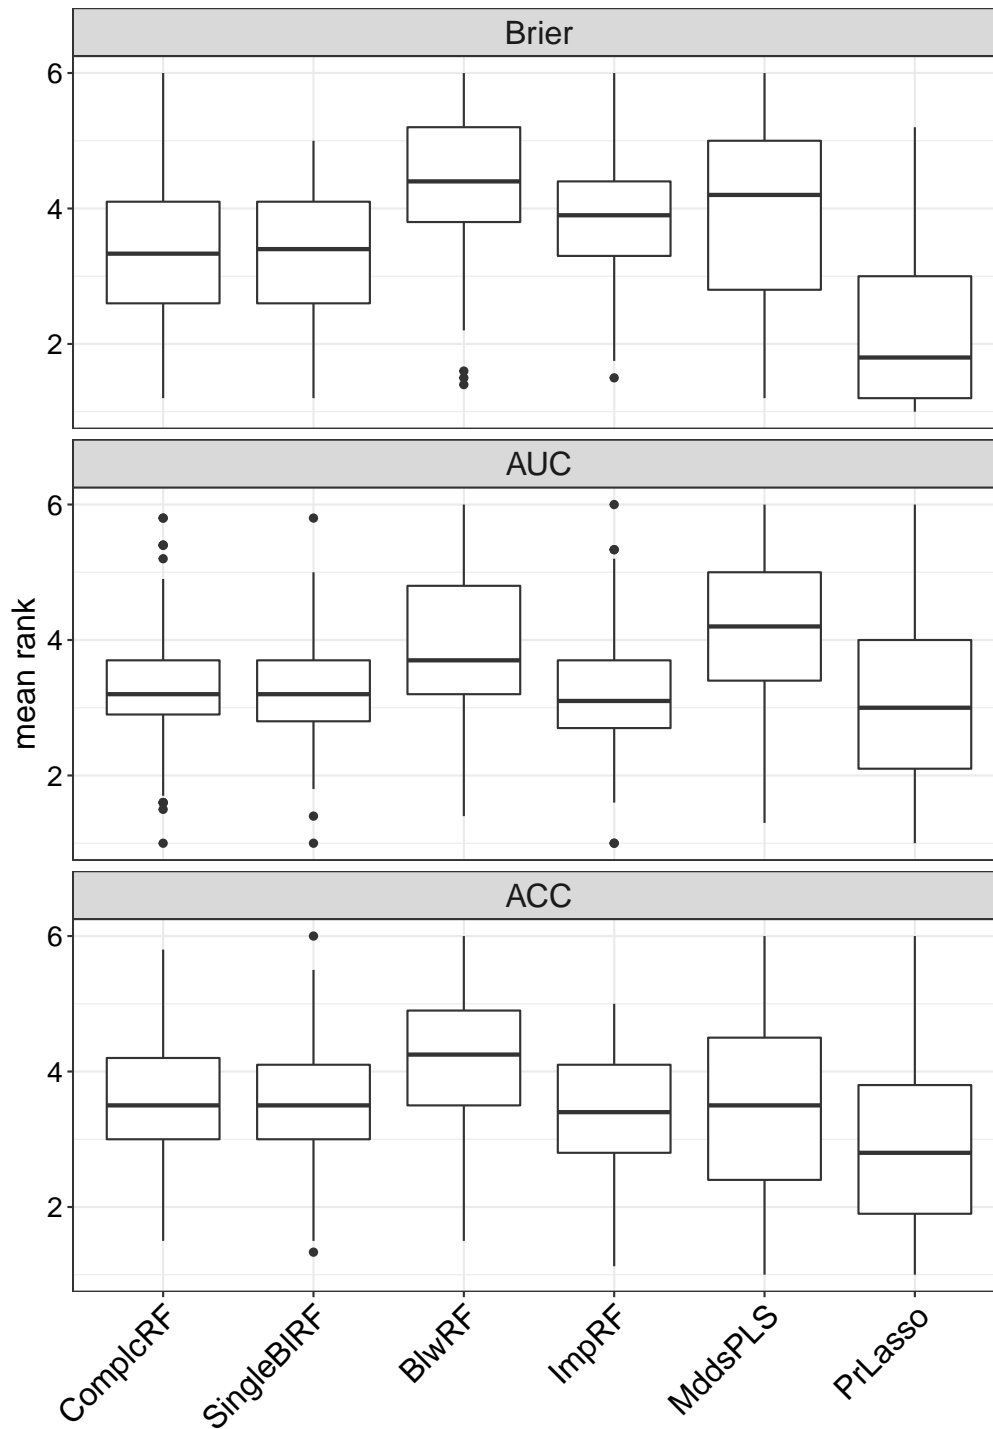 Brier
6
4
2
AUC
6
4
2
mean rank
ACC
6
4
2
ComplcRF
SingleBlRF
BlwRF
ImpRF
MddsPLS
PrLasso